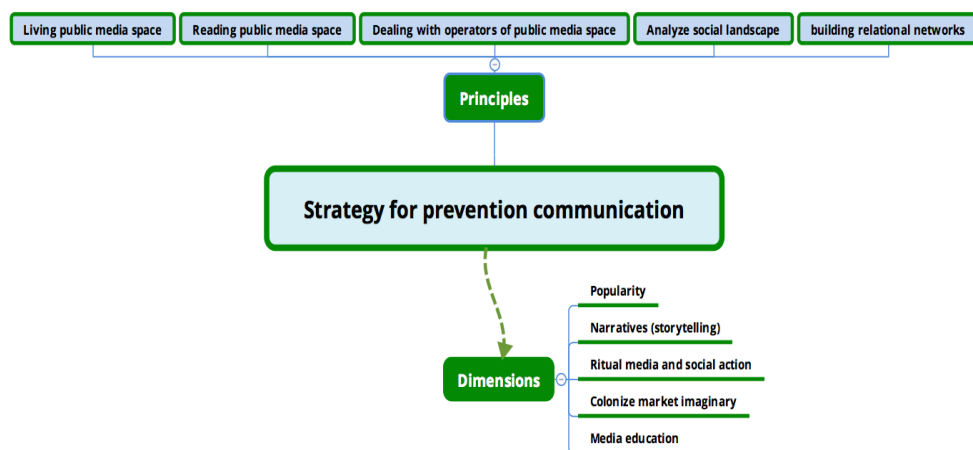 Living public media space
Reading public media space
Dealing with operators of public media space
Analyze social landscape
building relational networks
Principles
Strategy for prevention communication
Popularity
Narratives (storytelling)
Ritual media and social action
Dimensions
Colonize market imaginary
Media education